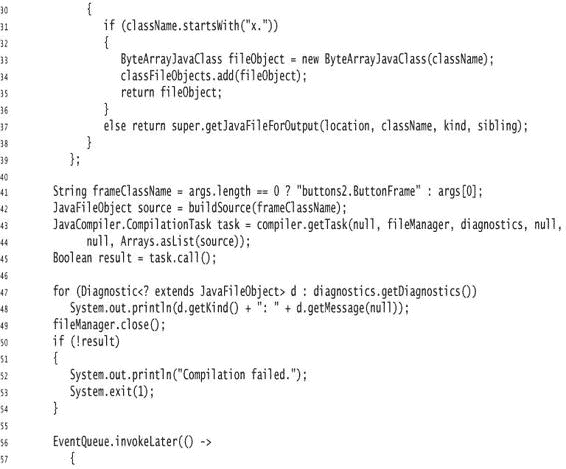 30 {
31 if (className.startsWith("x."))
32 {
33 ByteArrayJavaClass fileObject = new ByteArrayJavaClass(className);
34 classFileObjects.add(fileObject);
35 return fileObject;
36 }
37 else return super.getJavaFileForOutput(location, className, kind, sibling);
38 }
39 };
40
41 String frameClassName = args.length == 0 ? "buttons2.ButtonFrame" : args[0];
42 JavaFileObject source = buildSource(frameClassName);
43 JavaCompiler.CompilationTask task = compiler.getTask(null, fileManager, diagnostics, null,
44 null, Arrays.asList(source));
45 Boolean result = task.call();
46
47 for (Diagnostic<? extends JavaFileObject> d : diagnostics.getDiagnostics())
48 System.out.println(d.getKind() + ": " + d.getMessage(null));
49 fileManager.close();
50 if (!result)
51 {
52 System.out.println("Compilation failed.");
53 System.exit(1);
54 }
55
56 EventQueue.invokeLater(() ->
57 {